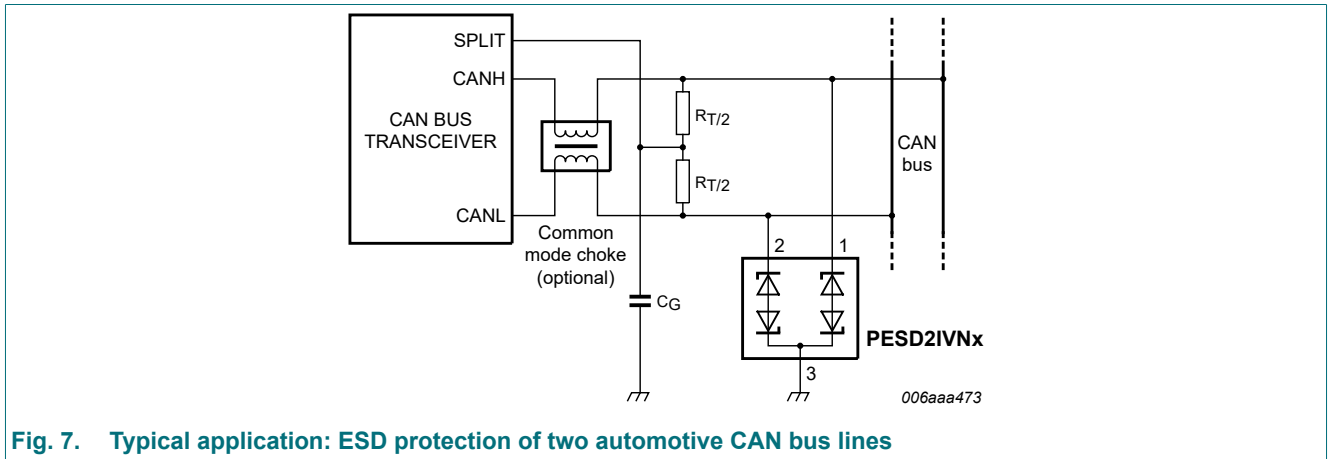 SPLIT
CANH
CAN BUS
TRANSCEIVER
CANL
Common
mode choke
(optional)
RT/2
RT/2
CG
CAN
bus
2
1
PESD2IVNx
3
006aaa473
Fig. 7. Typical application: ESD protection of two automotive CAN bus lines